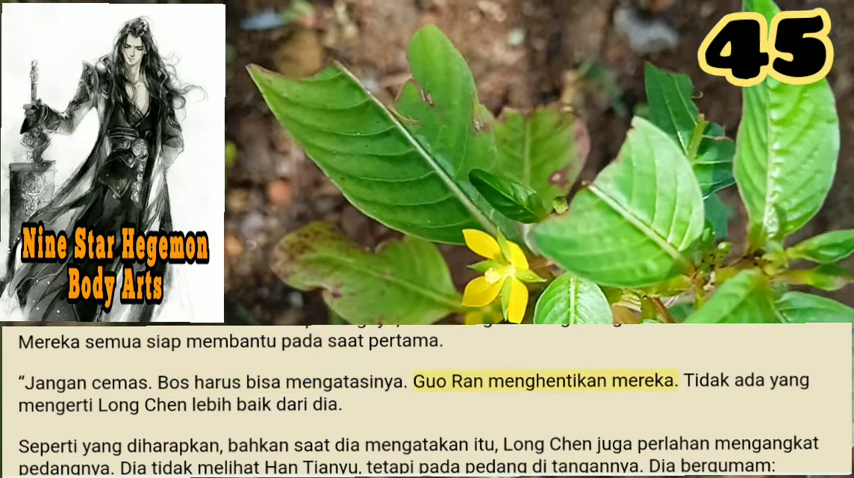 45
Nine Star Hegemon
Body Arts
Mereka semua siap membantu pada saat pertama.
“Jangan cemas. Bos harus bisa mengatasinya. Guo Ran menghentikan mereka. Tidak ada yang
mengerti Long Chen lebih baik dari dia.
Seperti yang diharapkan, bahkan saat dia mengatakan itu, Long Chen juga perlahan mengangkat
pedangnya. Dia tidak melihat Han Tianyu, tetapi pada pedang di tangannya. Dia bergumam: